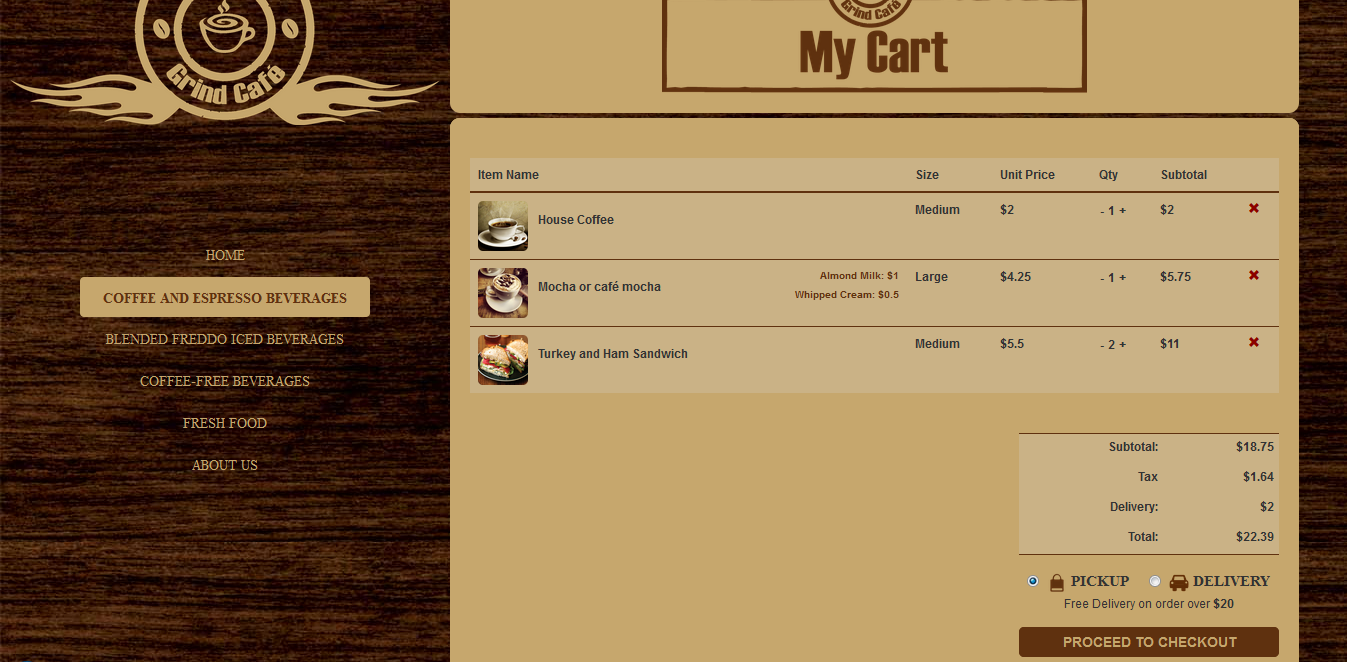 Grind Café
HOME
COFFEE AND ESPRESSO BEVERAGES
BLENDED FREDDO ICED BEVERAGES
COFFEE-FREE BEVERAGES
FRESH FOOD
ABOUT US
Grind Café
My Cart
Item Name Size Unit Price Qty Subtotal
House Coffee Medium $2 - 1 + $2 ✖
Mocha or café mocha Almond Milk: $1 Large $4.25 - 1 + $5.75 ✖
Whipped Cream: $0.5
Turkey and Ham Sandwich Medium $5.5 - 2 + $11 ✖
Subtotal: $18.75
Tax $1.64
Delivery: $2
Total: $22.39
PICKUP DELIVERY
Free Delivery on order over $20
PROCEED TO CHECKOUT